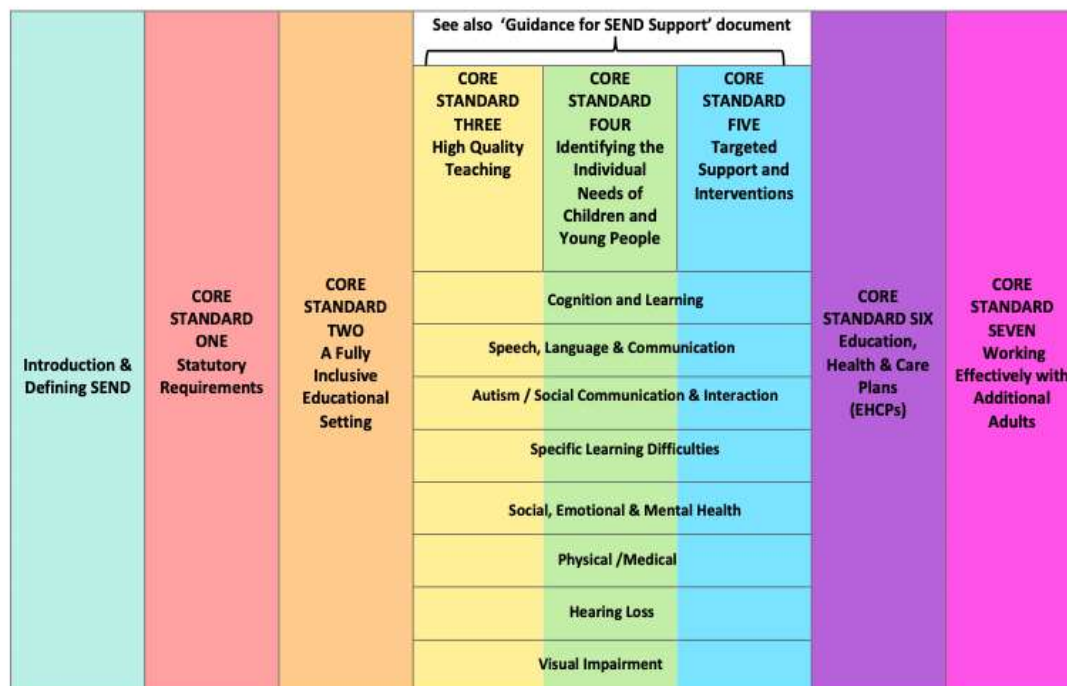 See also ‘Guidance for SEND Support’ document
Introduction &
Defining SEND
CORE
STANDARD
ONE
Statutory
Requirements
CORE
STANDARD
TWO
A Fully
Inclusive
Educational
Setting
CORE
STANDARD
THREE
High Quality
Teaching
CORE
STANDARD
FOUR
Identifying the
Individual
Needs of
Children and
Young People
CORE
STANDARD
FIVE
Targeted
Support and
Interventions
Cognition and Learning
Speech, Language & Communication
Autism / Social Communication & Interaction
Specific Learning Difficulties
Social, Emotional & Mental Health
Physical /Medical
Hearing Loss
Visual Impairment
CORE
STANDARD SIX
Education,
Health & Care
Plans
(EHCPs)
CORE
STANDARD
SEVEN
Working
Effectively with
Additional
Adults